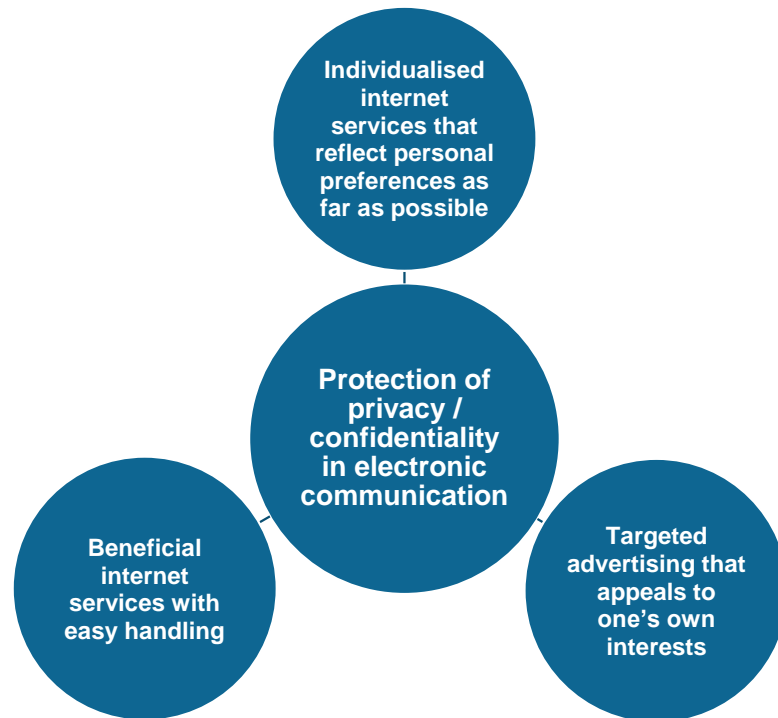 Individualised
internet
services that
reflect personal
preferences as
far as possible
Protection of
privacy /
confidentiality
in electronic
communication
Beneficial
internet
services with
easy handling
Targeted
advertising that
appeals to
one’s own
interests